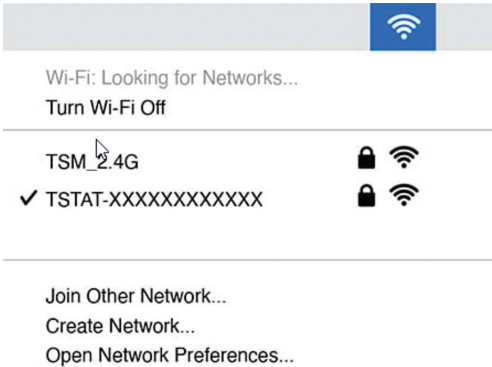 Wi-Fi: Looking for Networks...
Turn Wi-Fi Off
TSM_2.4G
TSTAT-XXXXXXXXXXXX
Join Other Network...
Create Network...
Open Network Preferences...